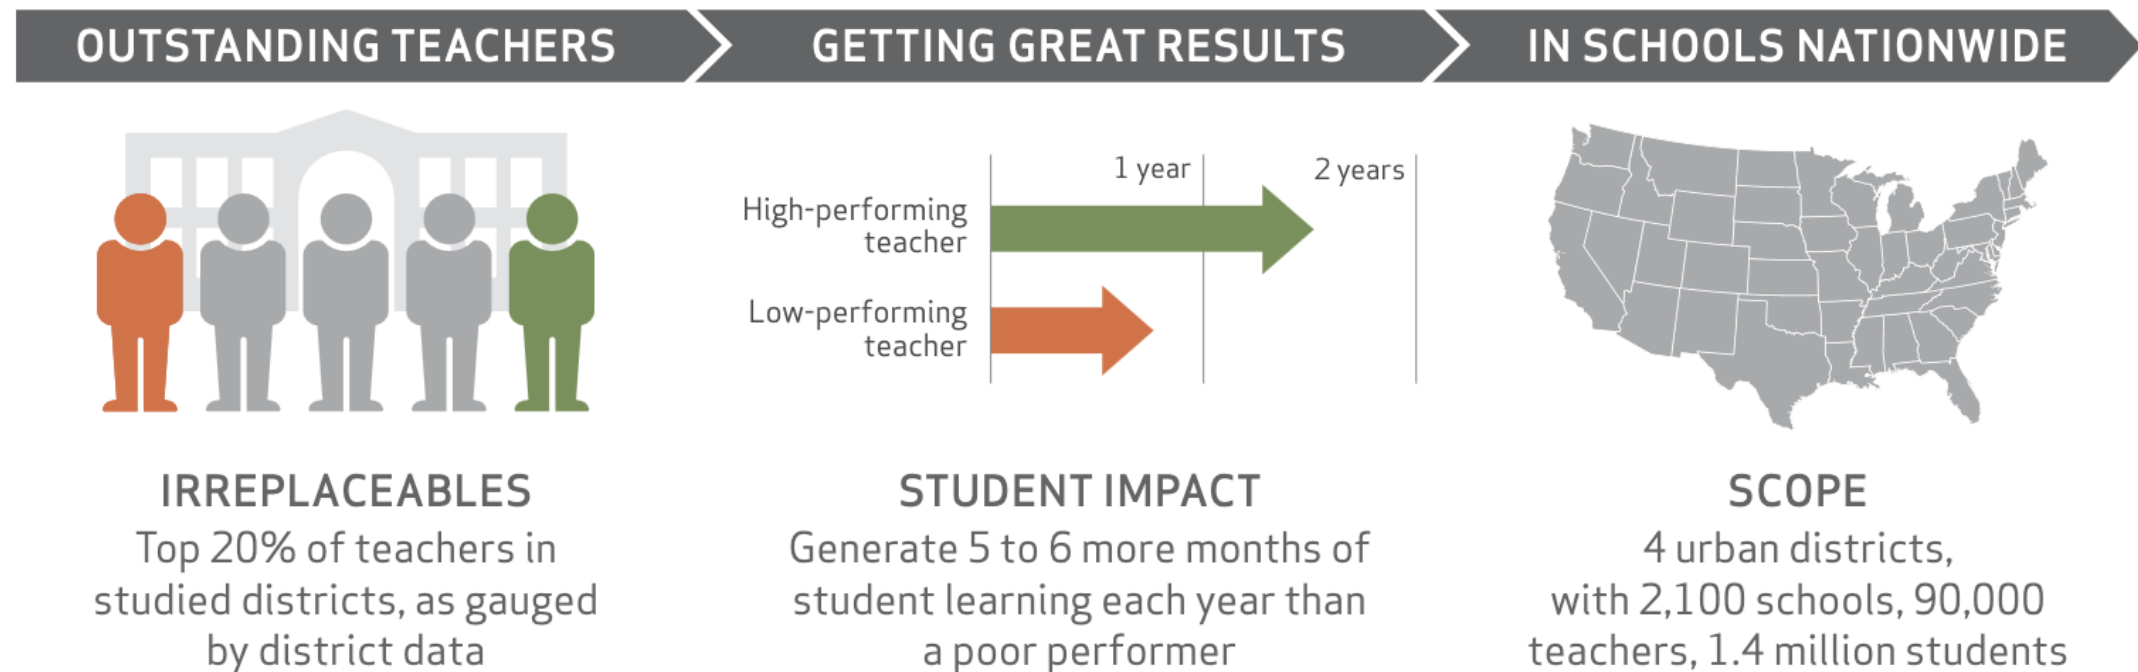 OUTSTANDING TEACHERS
GETTING GREAT RESULTS
IN SCHOOLS NATIONWIDE
1 year
2 years
High-performing
teacher
Low-performing
teacher
IRREPLACEABLES
Top 20% of teachers in
studied districts, as gauged
by district data
STUDENT IMPACT
Generate 5 to 6 more months of
student learning each year than
a poor performer
SCOPE
4 urban districts,
with 2,100 schools, 90,000
teachers, 1.4 million students